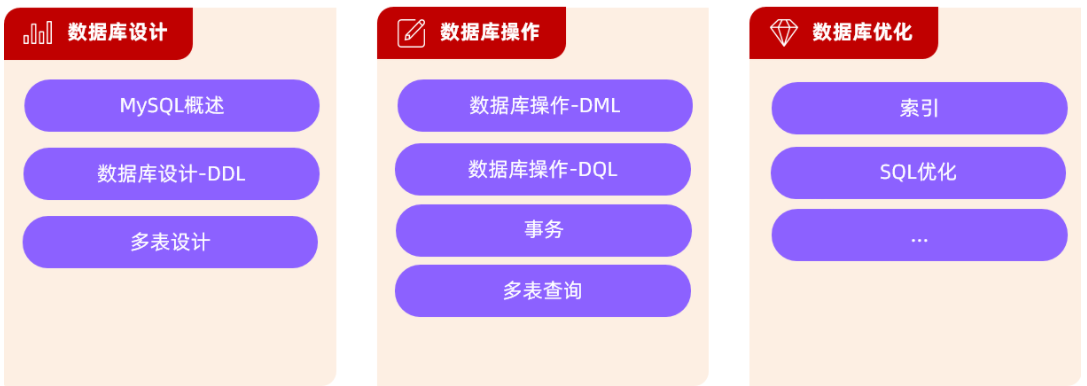 数据库设计
MySQL概述
数据库设计-DDL
多表设计
数据库操作
数据库操作-DML
数据库操作-DQL
事务
多表查询
数据库优化
索引
SQL优化
...